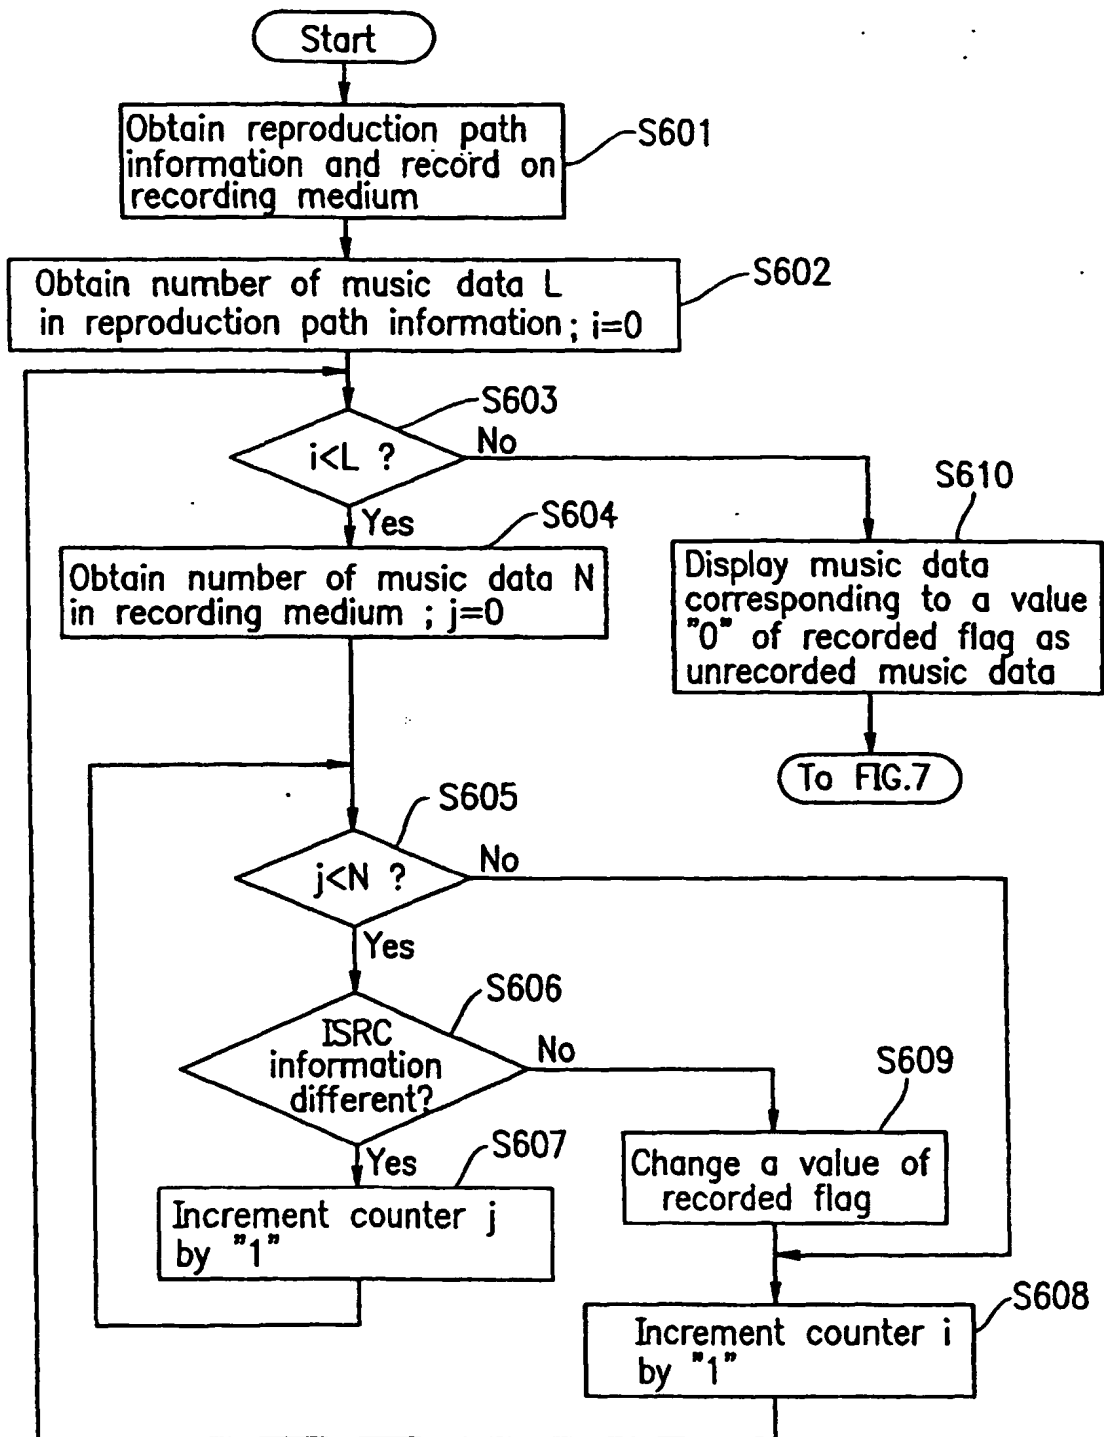 Start
Obtain reproduction path
information and record on
recording medium
S601
Obtain number of music data L
in reproduction path information; i=0
S602
i<L ?
S603
No
Yes
S604
Obtain number of music data N
in recording medium ; j=0
S610
Display music data
corresponding to a value
"0" of recorded flag as
unrecorded music data
To FIG.7
S605
j<N ?
No
Yes
S606
ISRC
information
different?
No
Yes
S607
Increment counter j
by "1"
S609
Change a value of
recorded flag
S608
Increment counter i
by "1"